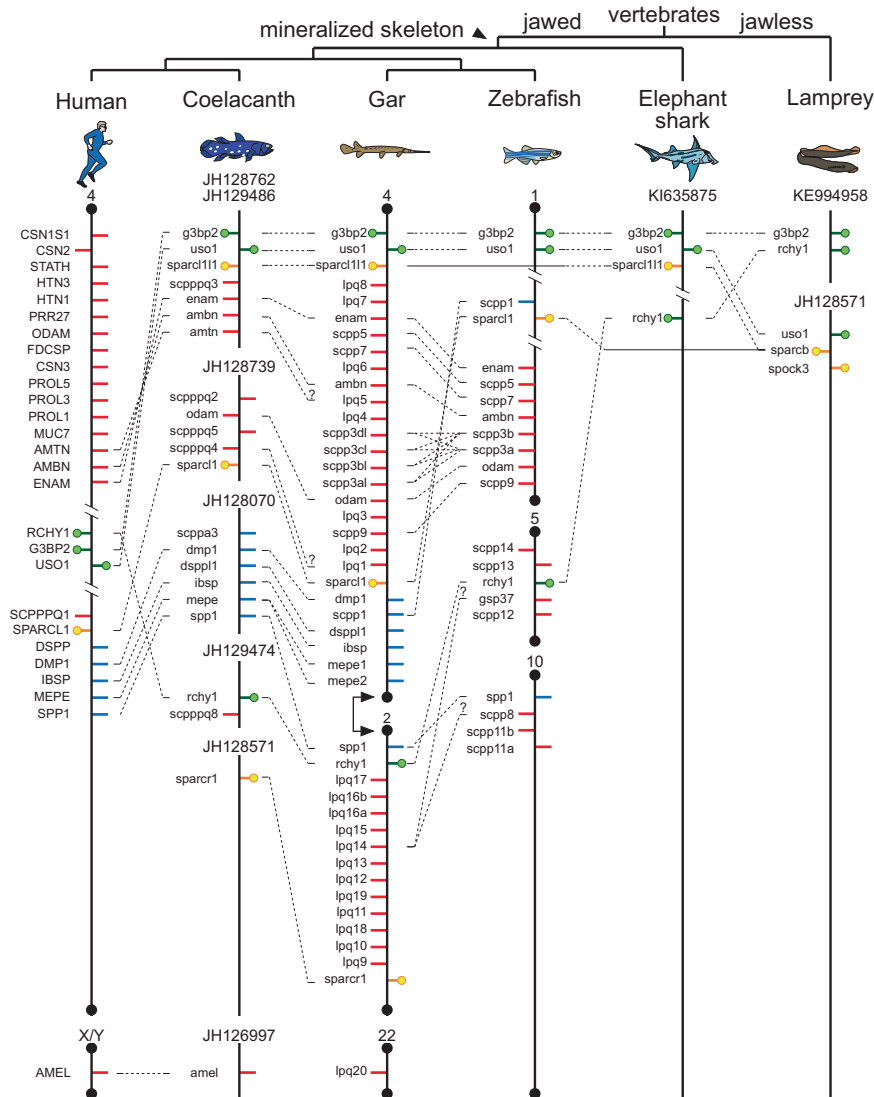 vertebrates
jawed
jawless
mineralized skeleton
Human
Coelacanth
Gar
Zebrafish
Elephant
shark
Lamprey
4
CSN1S1
CSN2
STATH
HTN3
HTN1
PRR27
ODAM
FDCSP
CSN3
PROL5
PROL3
PROL1
MUC7
AMTN
AMBN
ENAM
RCHY1
G3BP2
USO1
SCPPPQ1
SPARCL1
DSPP
DMP1
IBSP
MEPE
SPP1
X/Y
AMEL
JH128762
JH129486
g3bp2
uso1
sparcl1l1
scpppq3
enam
ambn
amtn
JH128739
scpppq2
odam
scpppq5
scpppq4
sparcl1
JH128070
scppa3
dmp1
dsppl1
ibsp
mepe
spp1
JH129474
rchy1
scpppq8
JH128571
sparcr1
JH126997
amel
4
g3bp2
uso1
sparcl1l1
lpq8
lpq7
enam
scpp5
scpp7
lpq6
ambn
?
lpq5
lpq4
scpp3dl
scpp3cl
scpp3bl
scpp3al
odam
lpq3
scpp9
lpq2
?
lpq1
sparcl1
dmp1
scpp1
dsppl1
ibsp
mepe1
mepe2
2
spp1
rchy1
lpq17
lpq16b
lpq16a
lpq15
lpq14
lpq13
lpq12
lpq19
lpq11
lpq18
lpq10
lpq9
sparcr1
22
lpq20
1
g3bp2
uso1
scpp1
sparcl1
enam
scpp5
scpp7
ambn
scpp3b
scpp3a
odam
scpp9
5
scpp14
scpp13
rchy1
?
gsp37
scpp12
10
spp1
?
scpp8
scpp11b
scpp11a
KI635875
g3bp2
uso1
sparcl1l1
rchy1
KE994958
g3bp2
rchy1
JH128571
uso1
sparcb
spock3